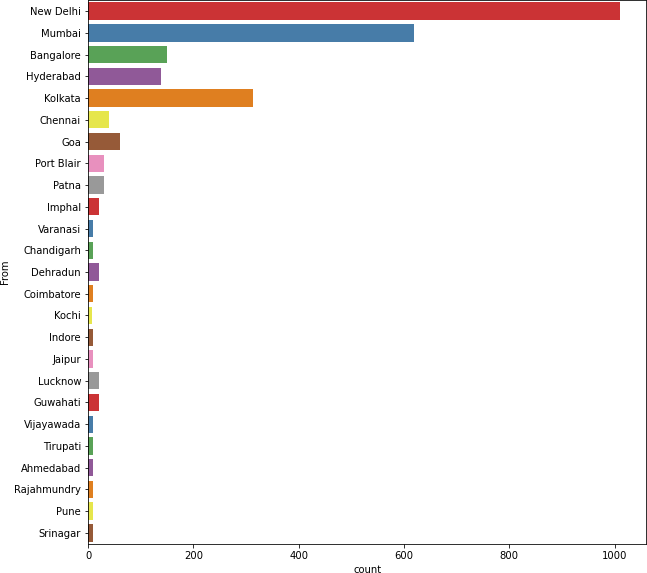 New Delhi
Mumbai
Bangalore
Hyderabad
Kolkata
Chennai
Goa
Port Blair
Patna
Imphal
Varanasi
Chandigarh
Dehradun
Coimbatore
Kochi
Indore
Jaipur
Lucknow
Guwahati
Vijayawada
Tirupati
Ahmedabad
Rajahmundry
Pune
Srinagar
From
0 200 400 600 800 1000
count